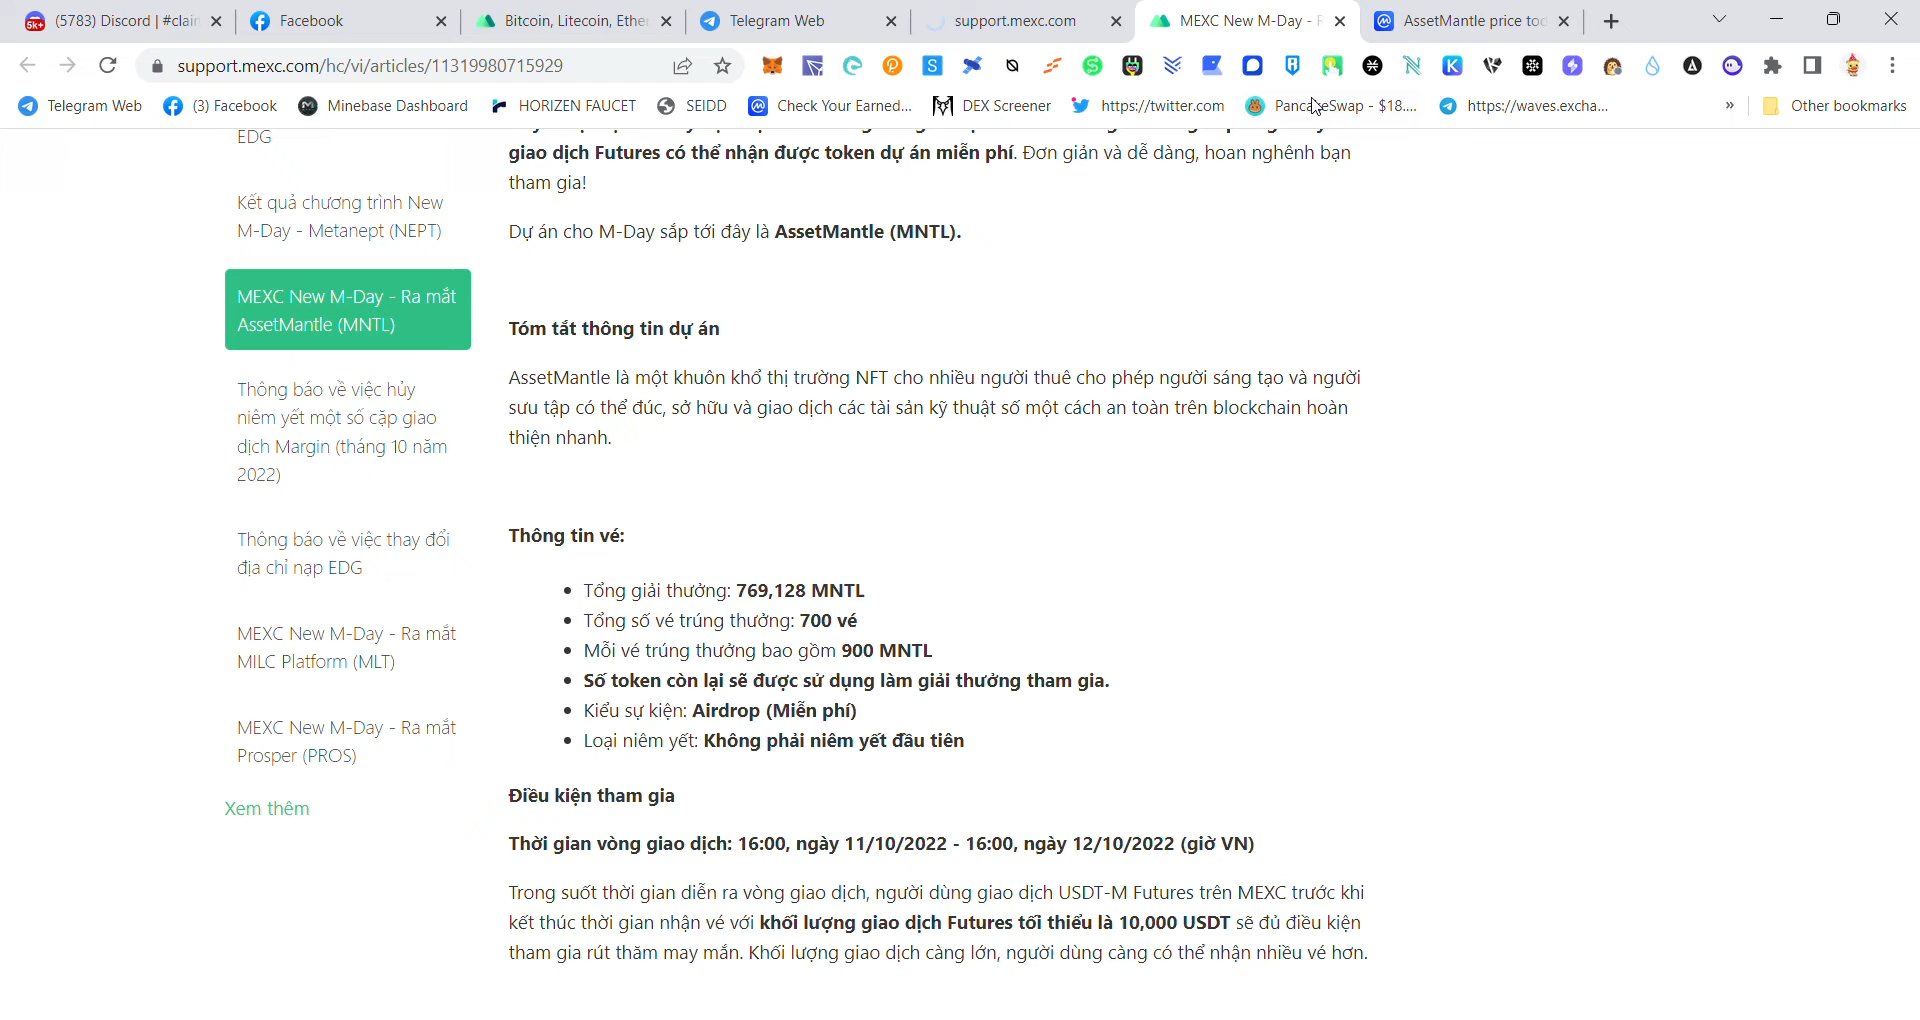 (5783) Discord | #clair
Facebook
Bitcoin, Litecoin, Ethe
Telegram Web
support.mexc.com
MEXC New M-Day - F
AssetMantle price tod
support.mexc.com/hc/vi/articles/11319980715929
Telegram Web
(3) Facebook
Minebase Dashboard
HORIZEN FAUCET
SEIDD
Check Your Earned...
DEX Screener
https://twitter.com
PancakeSwap - $18....
https://waves.excha...
»
Other bookmarks
EDG
Kết quả chương trình New
M-Day - Metanept (NEPT)
MEXC New M-Day - Ra mắt
AssetMantle (MNTL)
Thông báo về việc hủy
niêm yết một số cặp giao
dịch Margin (tháng 10 năm
2022)
Thông báo về việc thay đổi
địa chỉ nạp EDG
MEXC New M-Day - Ra mắt
MILC Platform (MLT)
MEXC New M-Day - Ra mắt
Prosper (PROS)
Xem thêm
giao dịch Futures có thể nhận được token dự án miễn phí. Đơn giản và dễ dàng, hoan nghênh bạn
tham gia!
Dự án cho M-Day sắp tới đây là AssetMantle (MNTL).
Tóm tắt thông tin dự án
AssetMantle là một khuôn khổ thị trường NFT cho nhiều người thuê cho phép người sáng tạo và người
sưu tập có thể đúc, sở hữu và giao dịch các tài sản kỹ thuật số một cách an toàn trên blockchain hoàn
thiện nhanh.
Thông tin vé:
• Tổng giải thưởng: 769,128 MNTL
• Tổng số vé trúng thưởng: 700 vé
• Mỗi vé trúng thưởng bao gồm 900 MNTL
• Số token còn lại sẽ được sử dụng làm giải thưởng tham gia.
• Kiểu sự kiện: Airdrop (Miễn phí)
• Loại niêm yết: Không phải niêm yết đầu tiên
Điều kiện tham gia
Thời gian vòng giao dịch: 16:00, ngày 11/10/2022 - 16:00, ngày 12/10/2022 (giờ VN)
Trong suốt thời gian diễn ra vòng giao dịch, người dùng giao dịch USDT-M Futures trên MEXC trước khi
kết thúc thời gian nhận vé với khối lượng giao dịch Futures tối thiểu là 10,000 USDT sẽ đủ điều kiện
tham gia rút thăm may mắn. Khối lượng giao dịch càng lớn, người dùng càng có thể nhận nhiều vé hơn.